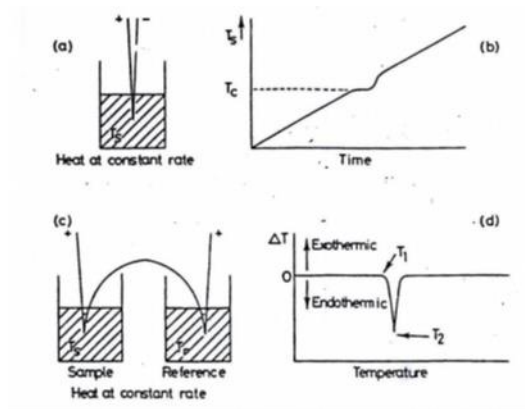 (a)
+ -
Ts
Heat at constant rate
(b)
Ts
Tc
Time
(c)
+ +
Ts
Tr
Sample Reference
Heat at constant rate
(d)
ΔT
Exothermic
T1
O
Endothermic
T2
Temperature